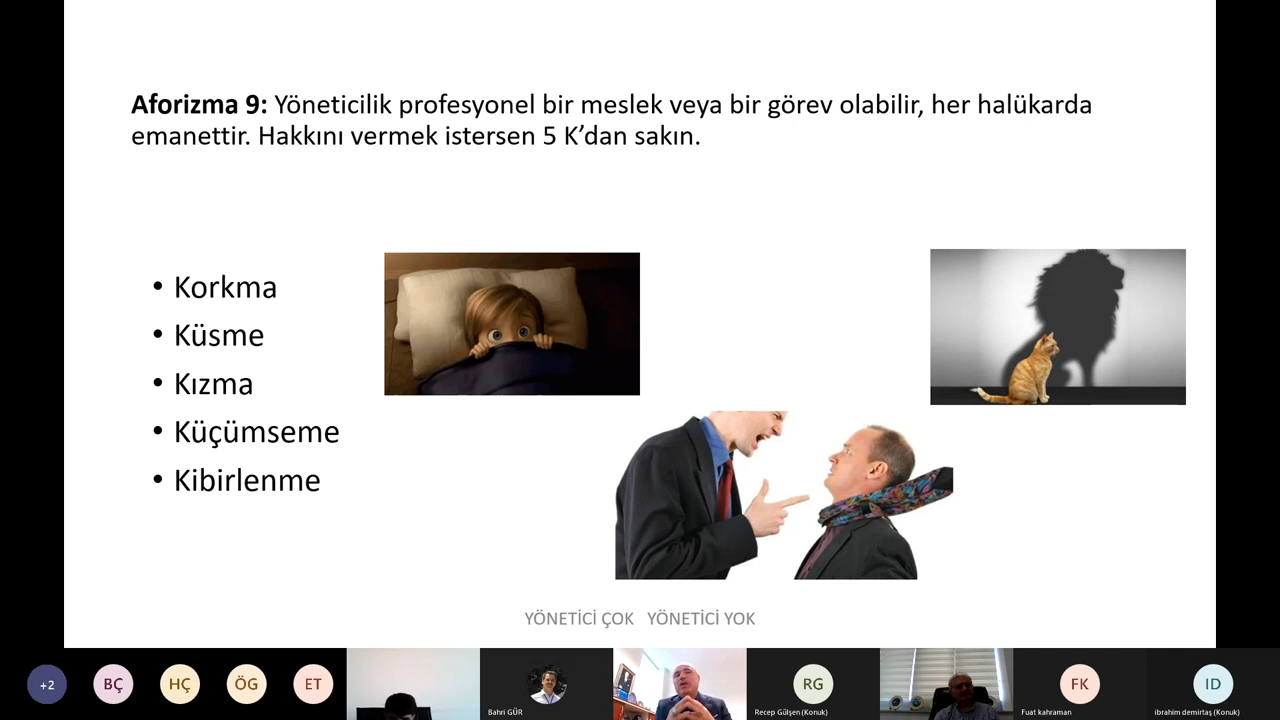 Aforizma 9: Yöneticilik profesyonel bir meslek veya bir görev olabilir, her halükarda
emanettir. Hakkını vermek istersen 5 K’dan sakın.
• Korkma
• Küsme
• Kızma
• Küçümseme
• Kibirlenme
YÖNETİCİ ÇOK YÖNETİCİ YOK
+2
BÇ
HÇ
ÖG
ET
Bahri GÜR
RG
Recep Gülşen (Konuk)
FK
Fuat kahraman
ID
ibrahim demirtaş (Konuk)